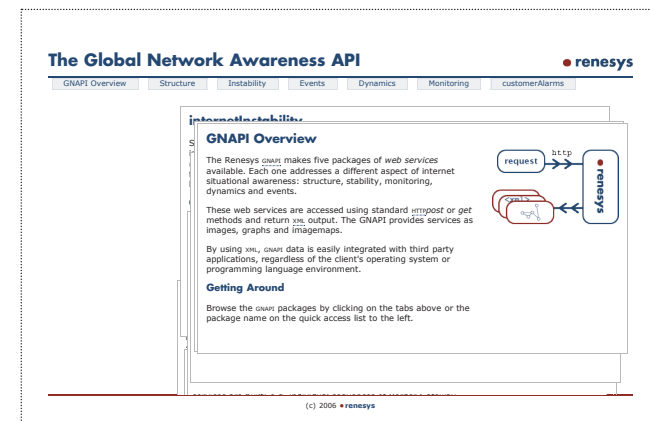 The Global Network Awareness API
renesys
GNAPI Overview Structure Instability Events Dynamics Monitoring customerAlarms
internetInstability
GNAPI Overview
The Renesys GNAPI makes five packages of web services
available. Each one addresses a different aspect of internet
situational awareness: structure, stability, monitoring,
dynamics and events.
These web services are accessed using standard HTTPpost or get
methods and return XML output. The GNAPI provides services as
images, graphs and imagemaps.
By using XML, GNAPI data is easily integrated with third party
applications, regardless of the client's operating system or
programming language environment.
Getting Around
Browse the GNAPI packages by clicking on the tabs above or the
package name on the quick access list to the left.
request
http
renesys
<xml>
(c) 2006 renesys